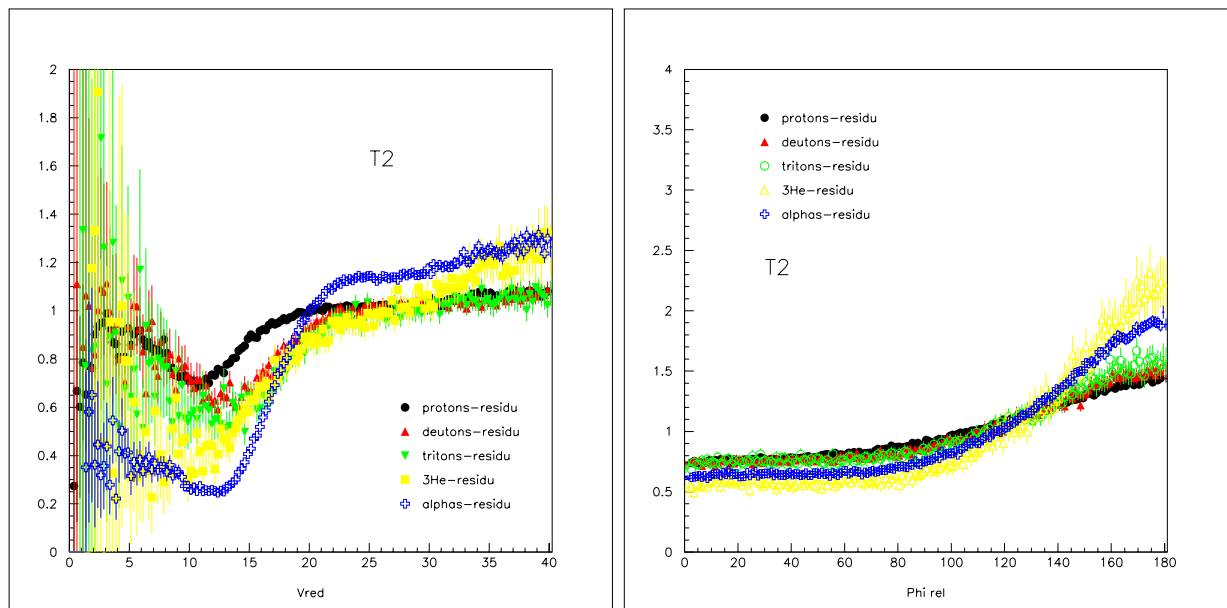 2
1.8
1.6
1.4
1.2
1
0.8
0.6
0.4
0.2
0
T2
protons-residu
deutons-residu
tritons-residu
3He-residu
alphas-residu
0 5 10 15 20 25 30 35 40
Vred
4
3.5
3
2.5
2
1.5
1
0.5
0
protons-residu
deutons-residu
tritons-residu
3He-residu
alphas-residu
T2
0 20 40 60 80 100 120 140 160 180
Phi rel